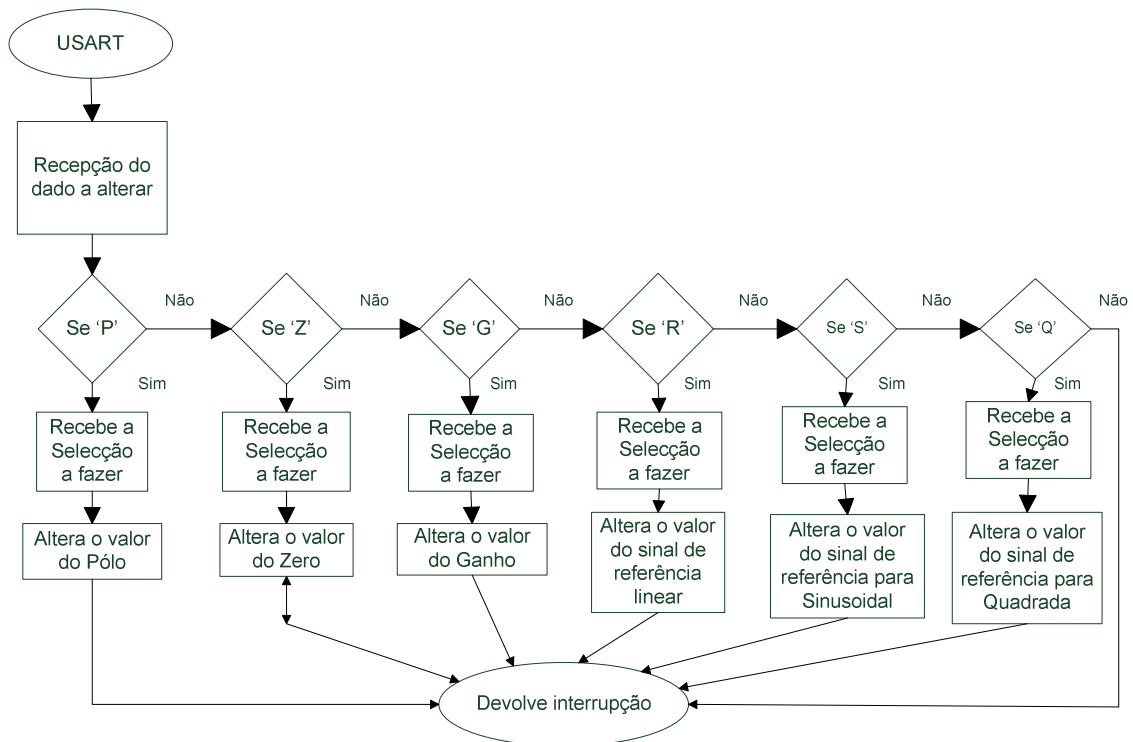 USART
Recepção do
dado a alterar
Se ‘P’
Não
Se ‘Z’
Não
Se ‘G’
Não
Se ‘R’
Não
Se ‘S’
Não
Se ‘Q’
Não
Sim
Sim
Sim
Sim
Sim
Sim
Recebe a
Selecção
a fazer
Recebe a
Selecção
a fazer
Recebe a
Selecção
a fazer
Recebe a
Selecção
a fazer
Recebe a
Selecção
a fazer
Recebe a
Selecção
a fazer
Altera o valor
do Pólo
Altera o valor
do Zero
Altera o valor
do Ganho
Altera o valor
do sinal de
referência
linear
Altera o valor
do sinal de
referência para
Sinusoidal
Altera o valor
do sinal de
referência para
Quadrada
Devolve interrupção